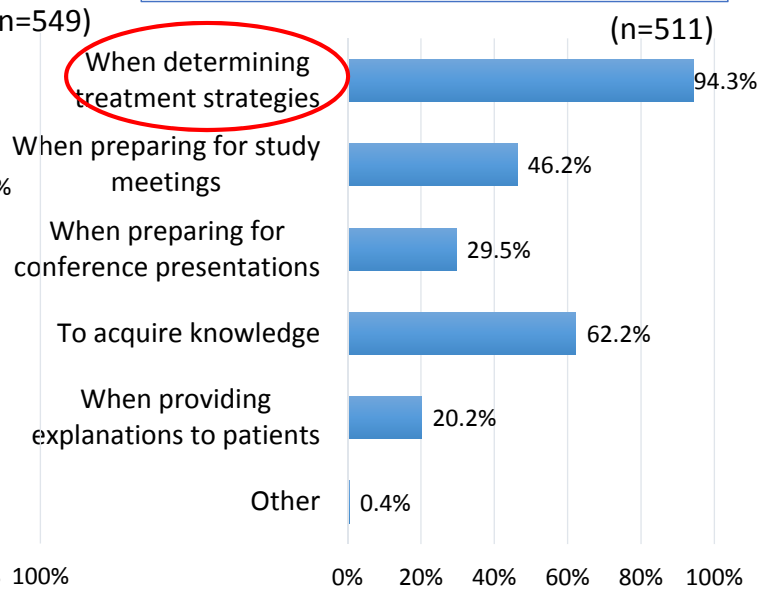 n=549)
(n=511)
When determining
treatment strategies
94.3%
When preparing for study
meetings
46.2%
%
When preparing for
conference presentations
29.5%
To acquire knowledge
62.2%
When providing
explanations to patients
20.2%
Other
0.4%
100%
0% 20% 40% 60% 80% 100%